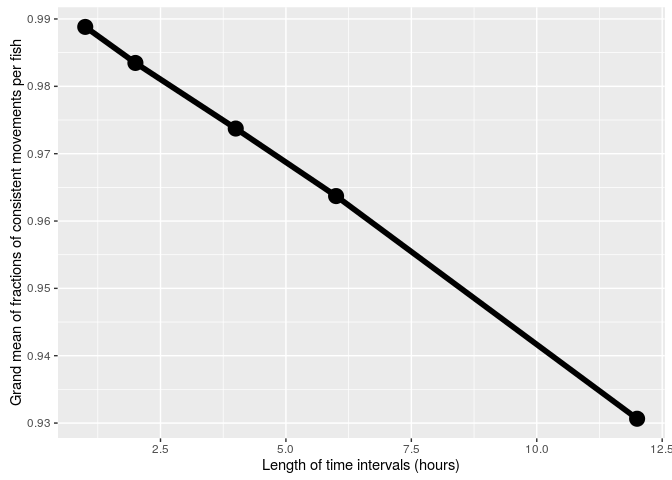 0.99
0.98
0.97
0.96
0.95
0.94
0.93
Grand mean of fractions of consistent movements per fish
2.5 5.0 7.5 10.0 12.5
Length of time intervals (hours)